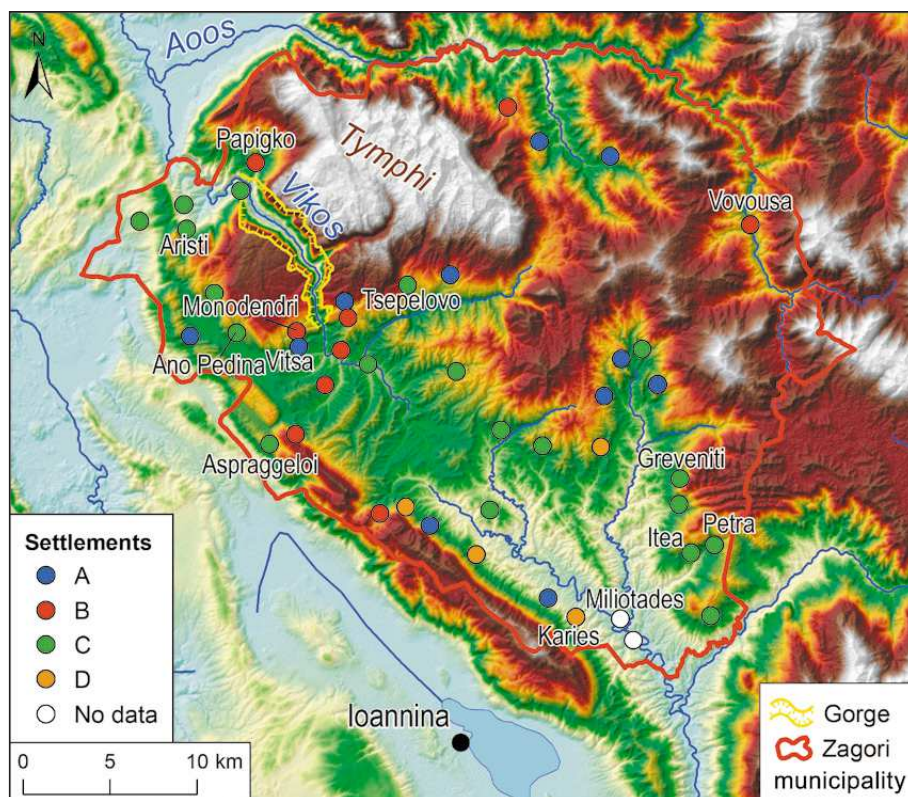 N
Aoos
Papigko
Tymphi
Vikos
Vovousa
Aristi
Tsepelovo
Monodendri
Ano Pedina
Vitsa
Aspraggeloi
Greveniti
Itea
Petra
Miliotades
Karies
Ioannina
Settlements
A
B
C
D
No data
0 5 10 km
Gorge
Zagori
municipality